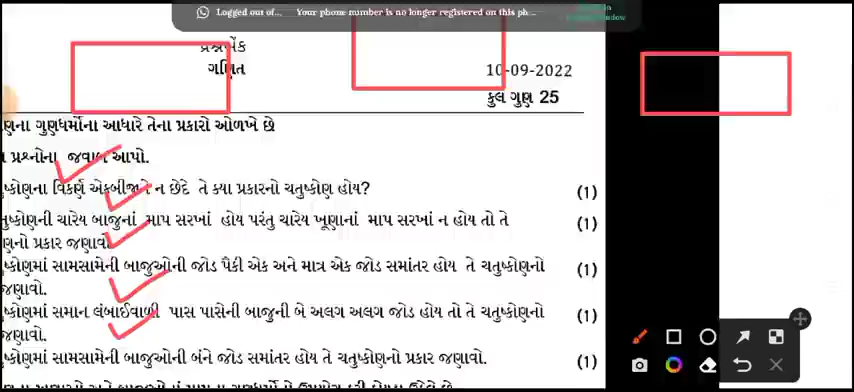 Logged out of... Your phone number is no longer registered on this ph...
પ્રશ્નબેંક
ગણિત 10-09-2022
કુલ ગુણ 25
ણના ગુણધર્મોના આધારે તેના પ્રકારો ઓળખે છે
પ્રશ્નોના જવાબ આપો.
ષ્કોણના વિકર્ણ એકબીજાને ન છેદે તે કયા પ્રકારનો ચતુષ્કોણ હોય? (1)
તુષ્કોણની ચારેય બાજુનાં માપ સરખાં હોય પરંતુ ચારેય ખૂણાનાં માપ સરખાં ન હોય તો તે (1)
ણનો પ્રકાર જણાવો.
ષ્કોણમાં સામસામેની બાજુઓની જોડ પૈકી એક અને માત્ર એક જોડ સમાંતર હોય તે ચતુષ્કોણનો (1)
જણાવો.
ષ્કોણમાં સમાન લંબાઈવાળી પાસ પાસેની બાજુની બે અલગ અલગ જોડ હોય તો તે ચતુષ્કોણનો (1)
જણાવો.
ષ્કોણમાં સામસામેની બાજુઓની બંને જોડ સમાંતર હોય તે ચતુષ્કોણનો પ્રકાર જણાવો. (1)